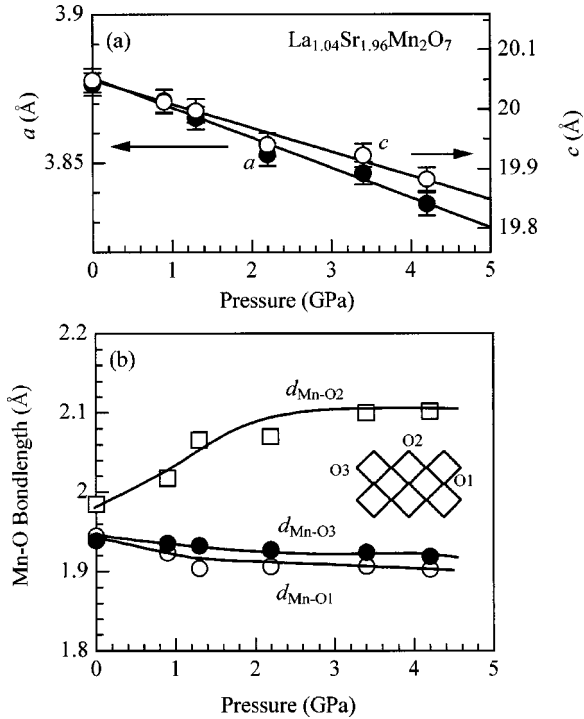 3.9
(a)
La1.04Sr1.96Mn2O7
20.1
20
a (Å)
c (Å)
c
3.85
a
19.9
19.8
0 1 2 3 4 5
Pressure (GPa)
2.2
(b)
dMn-O2
2.1
O2
O3
O1
2
Mn-O Bondlength (Å)
dMn-O3
1.9
dMn-O1
1.8
0 1 2 3 4 5
Pressure (GPa)